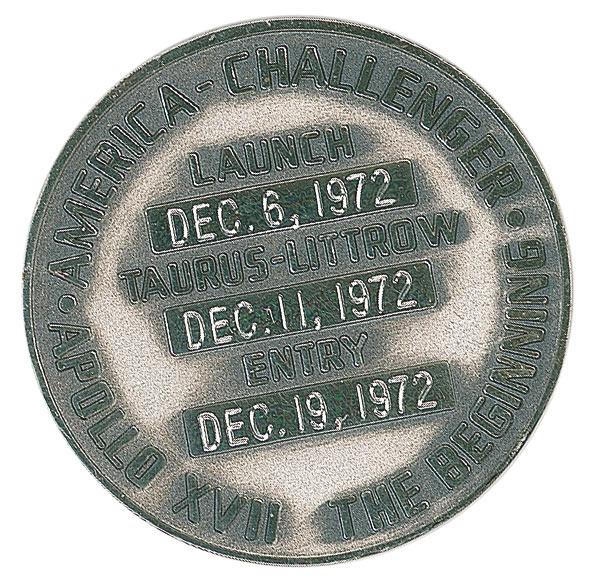 APOLLO XVII • AMERICA - CHALLENGER • THE BEGINNING
LAUNCH
DEC. 6, 1972
TAURUS-LITTROW
DEC. 11, 1972
ENTRY
DEC. 19, 1972